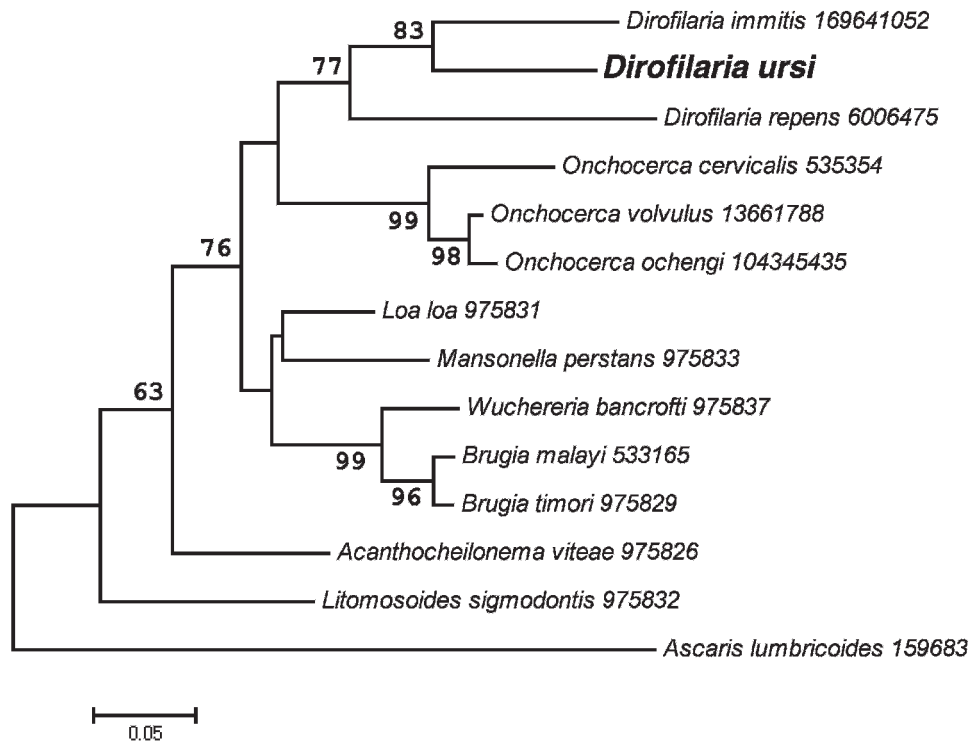 83
Dirofilaria immitis 169641052
77
Dirofilaria ursi
Dirofilaria repens 6006475
Onchocerca cervicalis 535354
99
Onchocerca volvulus 13661788
76
98
Onchocerca ochengi 104345435
Loa loa 975831
Mansonella perstans 975833
63
Wuchereria bancrofti 975837
99
Brugia malayi 533165
96
Brugia timori 975829
Acanthocheilonema viteae 975826
Litomosoides sigmodontis 975832
Ascaris lumbricoides 159683
0.05